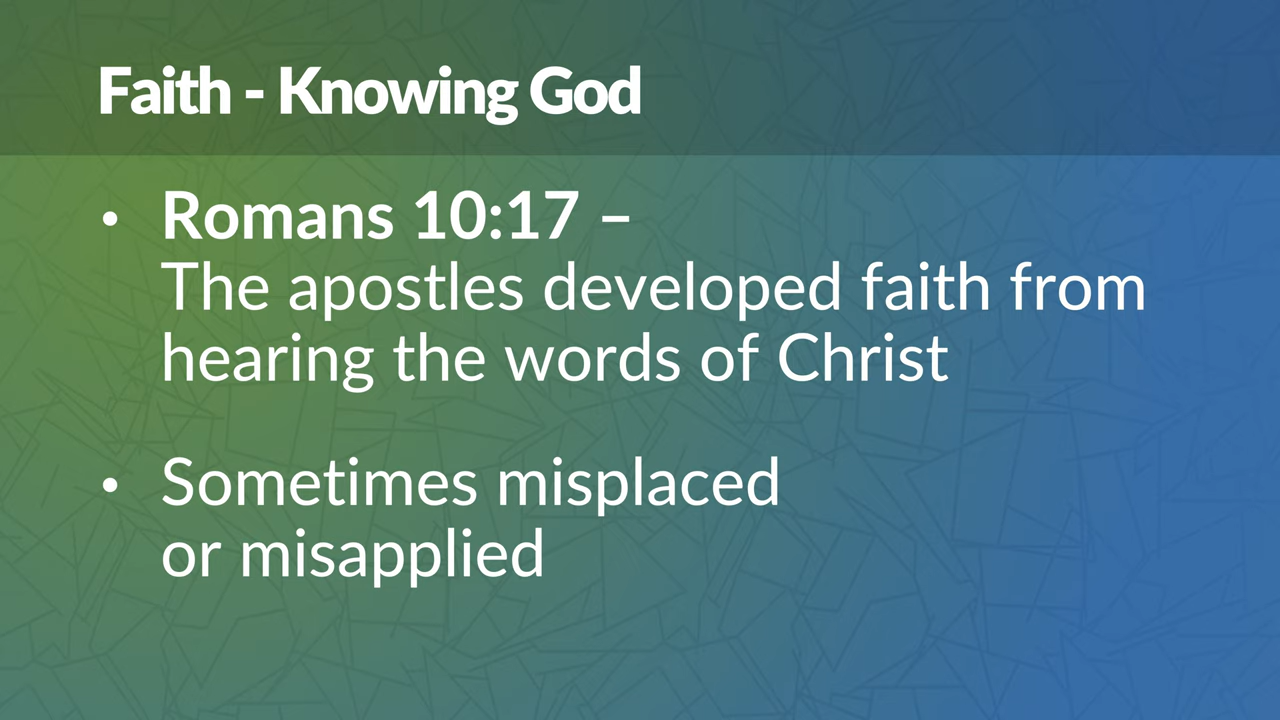 Faith - Knowing God
• Romans 10:17 –
The apostles developed faith from
hearing the words of Christ
• Sometimes misplaced
or misapplied